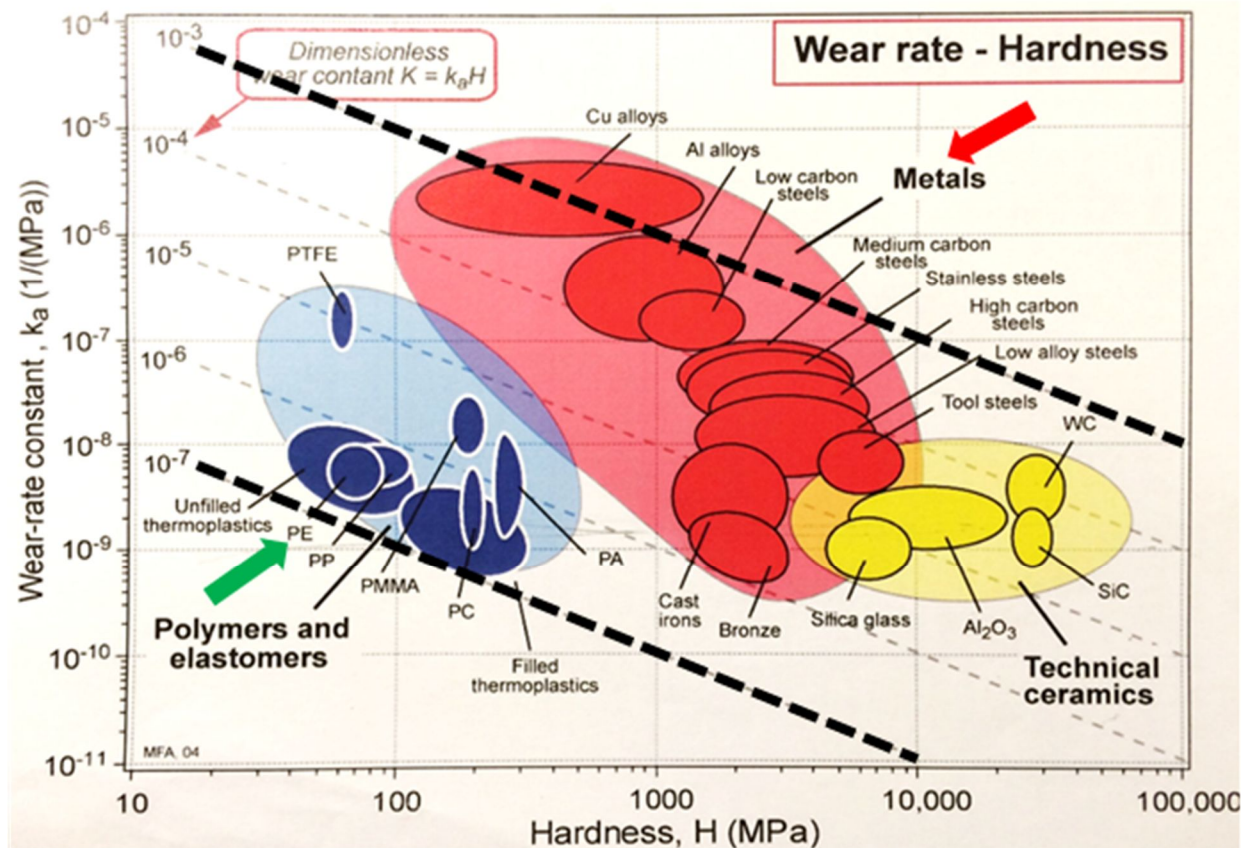 Wear rate - Hardness
Dimensionless
wear contant K = kₐH
10⁻³
10⁻⁴
10⁻⁵
10⁻⁶
10⁻⁷
10⁻⁴
10⁻⁵
10⁻⁶
10⁻⁷
10⁻⁸
10⁻⁹
10⁻¹⁰
10⁻¹¹
Wear-rate constant , kₐ (1/(MPa))
Cu alloys
Al alloys
Low carbon
steels
Metals
Medium carbon
steels
Stainless steels
High carbon
steels
Low alloy steels
Tool steels
WC
PTFE
Unfilled
thermoplastics
PE
PP
PMMA
PC
PA
Polymers and
elastomers
Filled
thermoplastics
Cast
irons
Bronze
Silica glass
Al₂O₃
SiC
Technical
ceramics
MFA, 04
10
100
1000
10,000
100,000
Hardness, H (MPa)